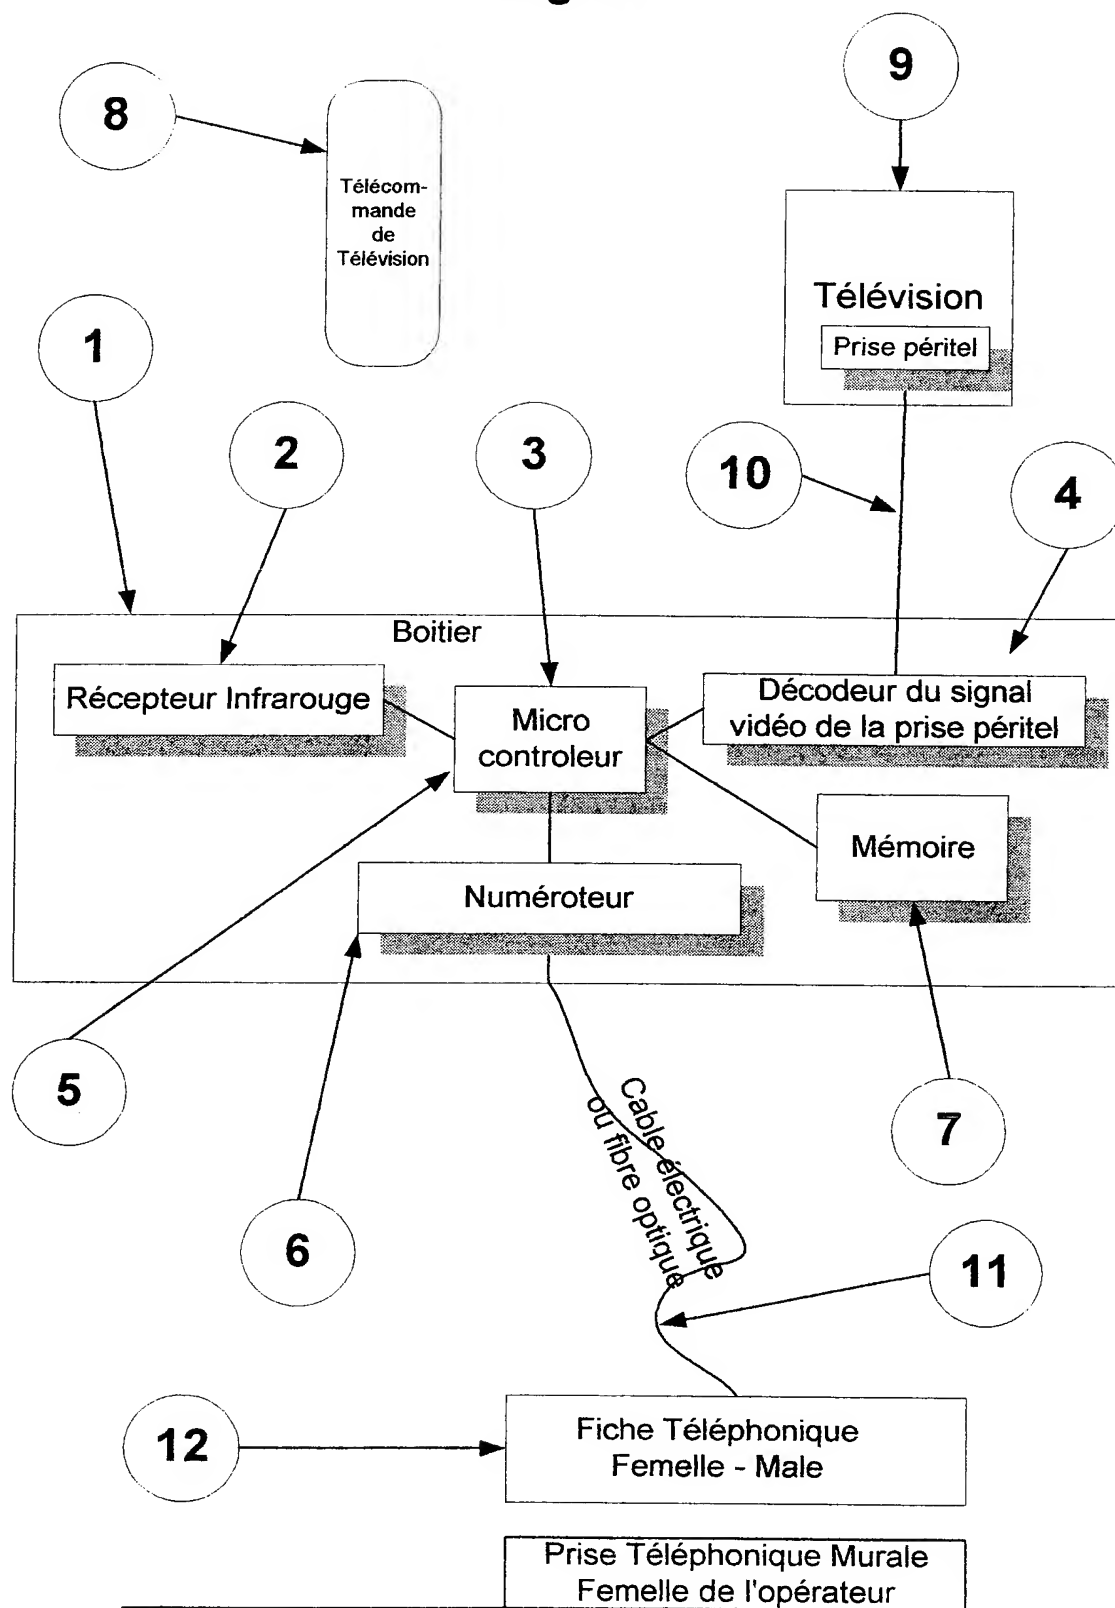 8
9
Télécom-
mande
de
Télévision
Télévision
Prise péritel
1
2
3
10
4
Boitier
Récepteur Infrarouge
Micro
controleur
Décodeur du signal
vidéo de la prise péritel
Mémoire
Numéroteur
5
7
6
Cable électrique
ou fibre optique
11
12
Fiche Téléphonique
Femelle - Male
Prise Téléphonique Murale
Femelle de l'opérateur